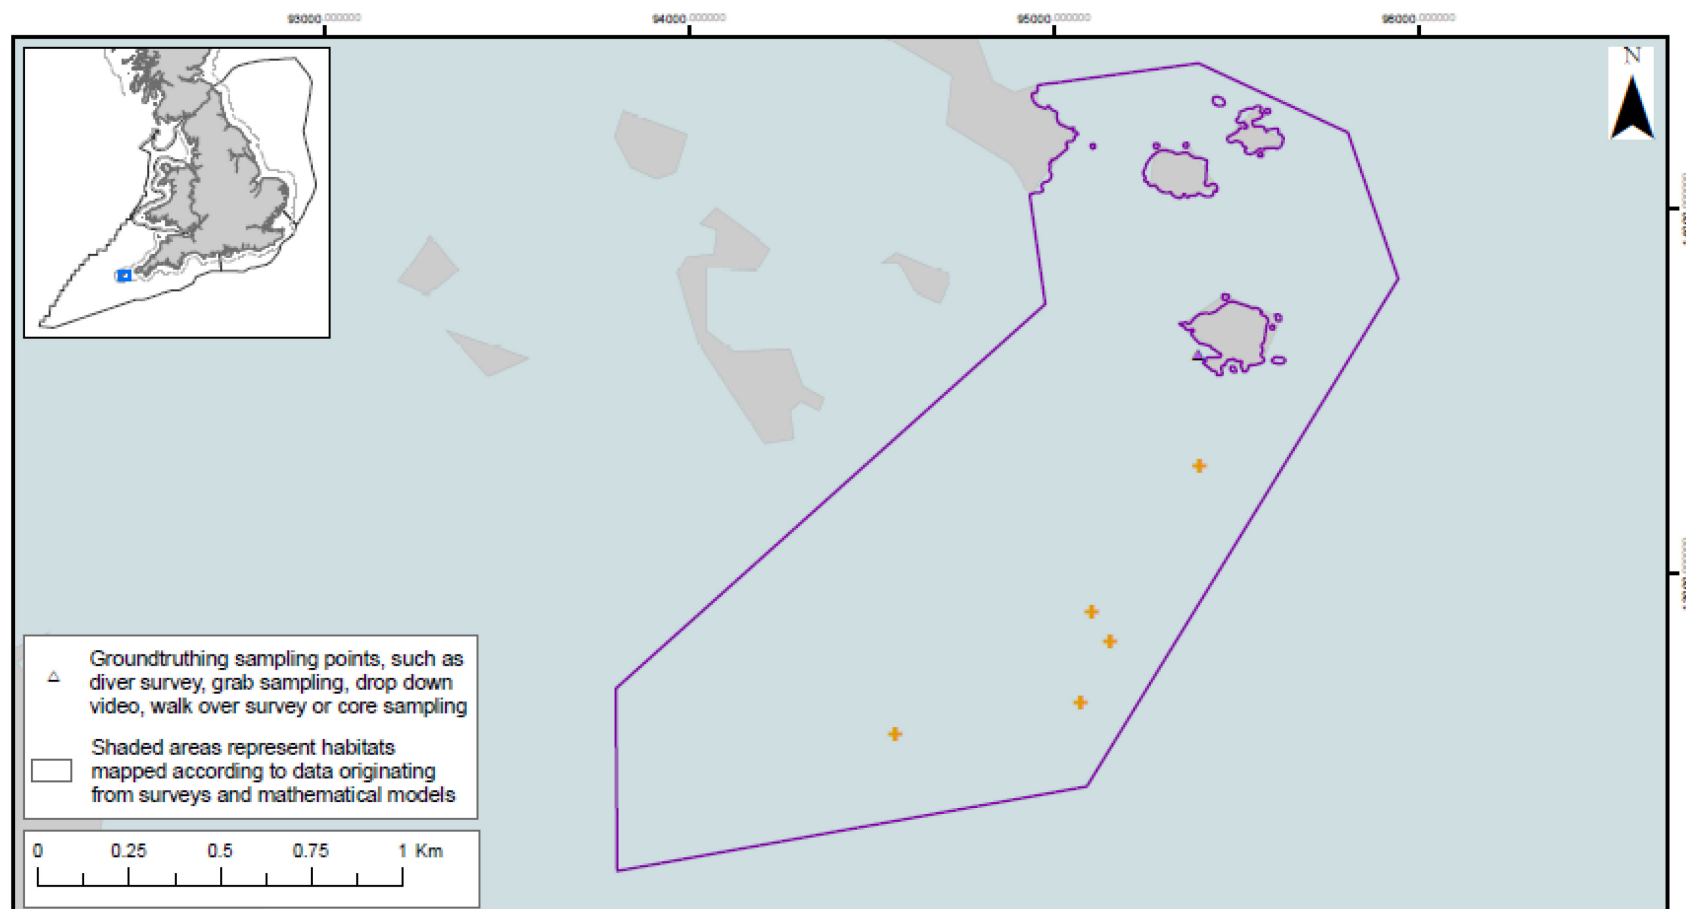 93000.000000 94000.000000 95000.000000 96000.000000
N
Groundtruthing sampling points, such as
diver survey, grab sampling, drop down
video, walk over survey or core sampling
Shaded areas represent habitats
mapped according to data originating
from surveys and mathematical models
0 0.25 0.5 0.75 1 Km